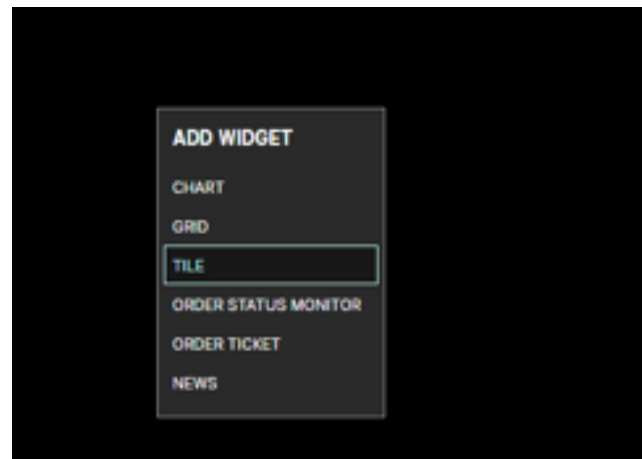 ADD WIDGET
CHART
GRID
TILE
ORDER STATUS MONITOR
ORDER TICKET
NEWS